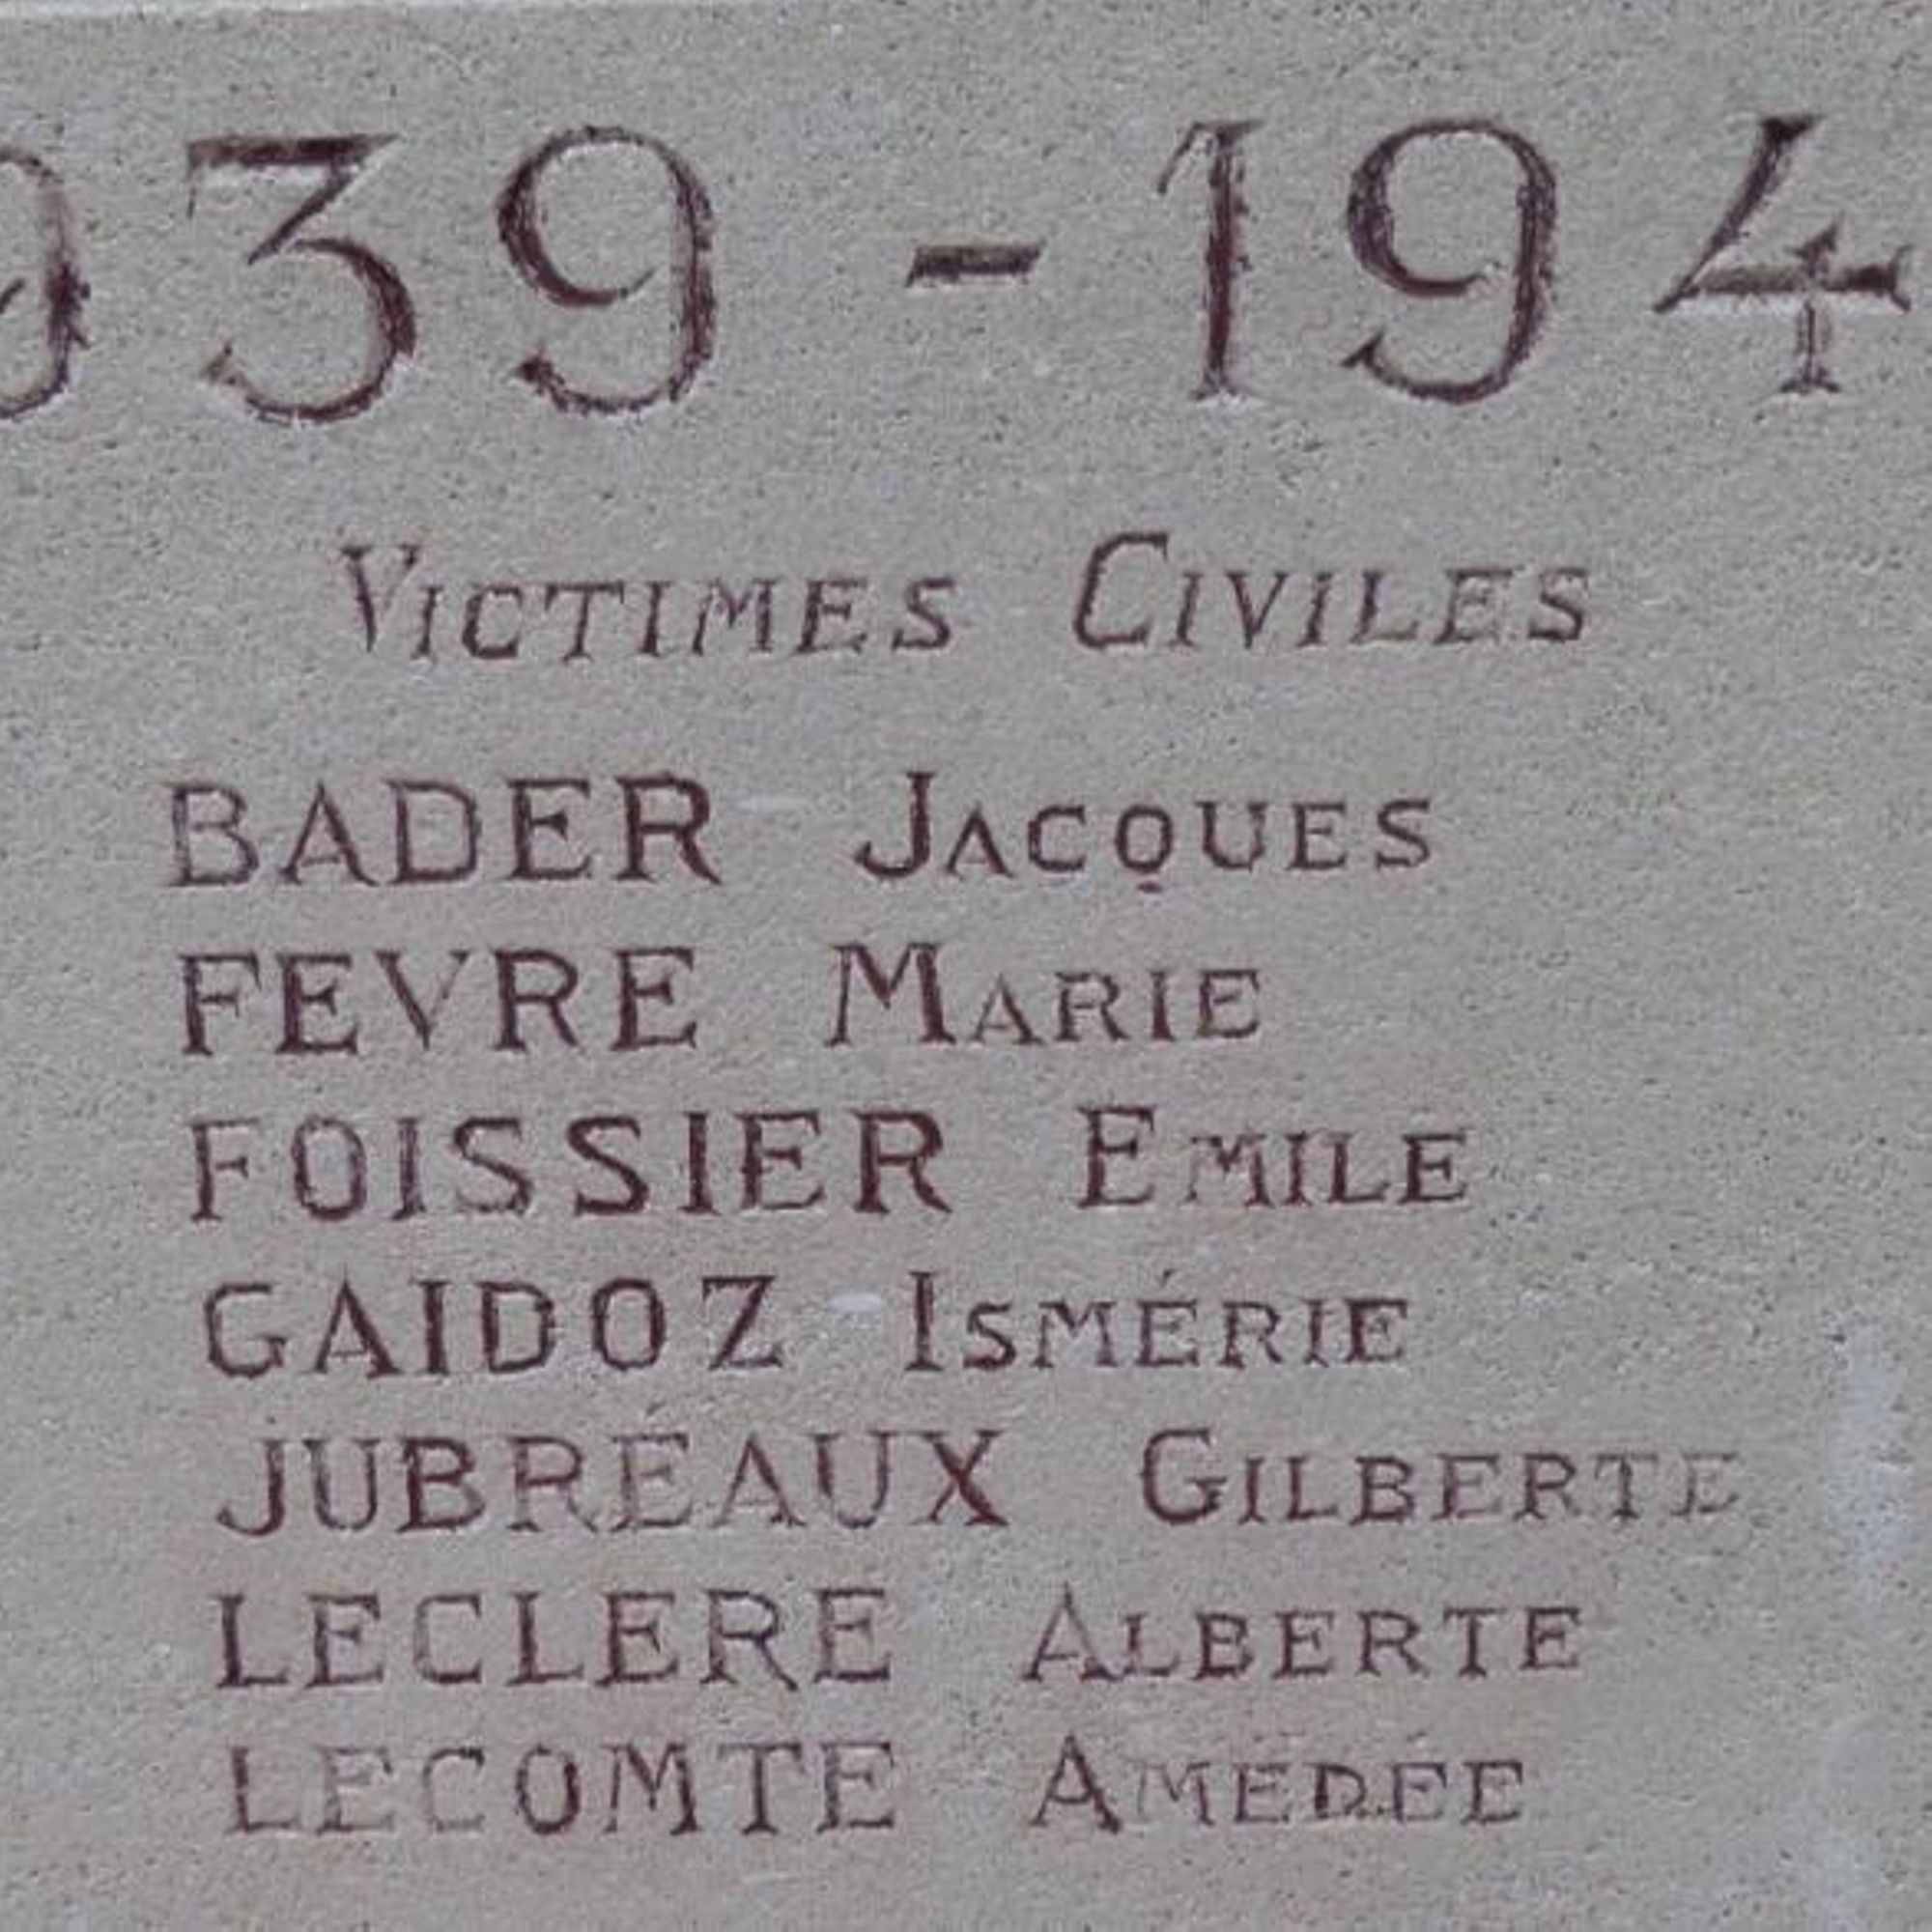 939 - 194
VICTIMES CIVILES
BADER JACQUES
FEVRE MARIE
FOISSIER EMILE
GAIDOZ ISMÉRIE
JUBRÉAUX GILBERTE
LECLERE ALBERTE
LECOMTE AMÉDÉE